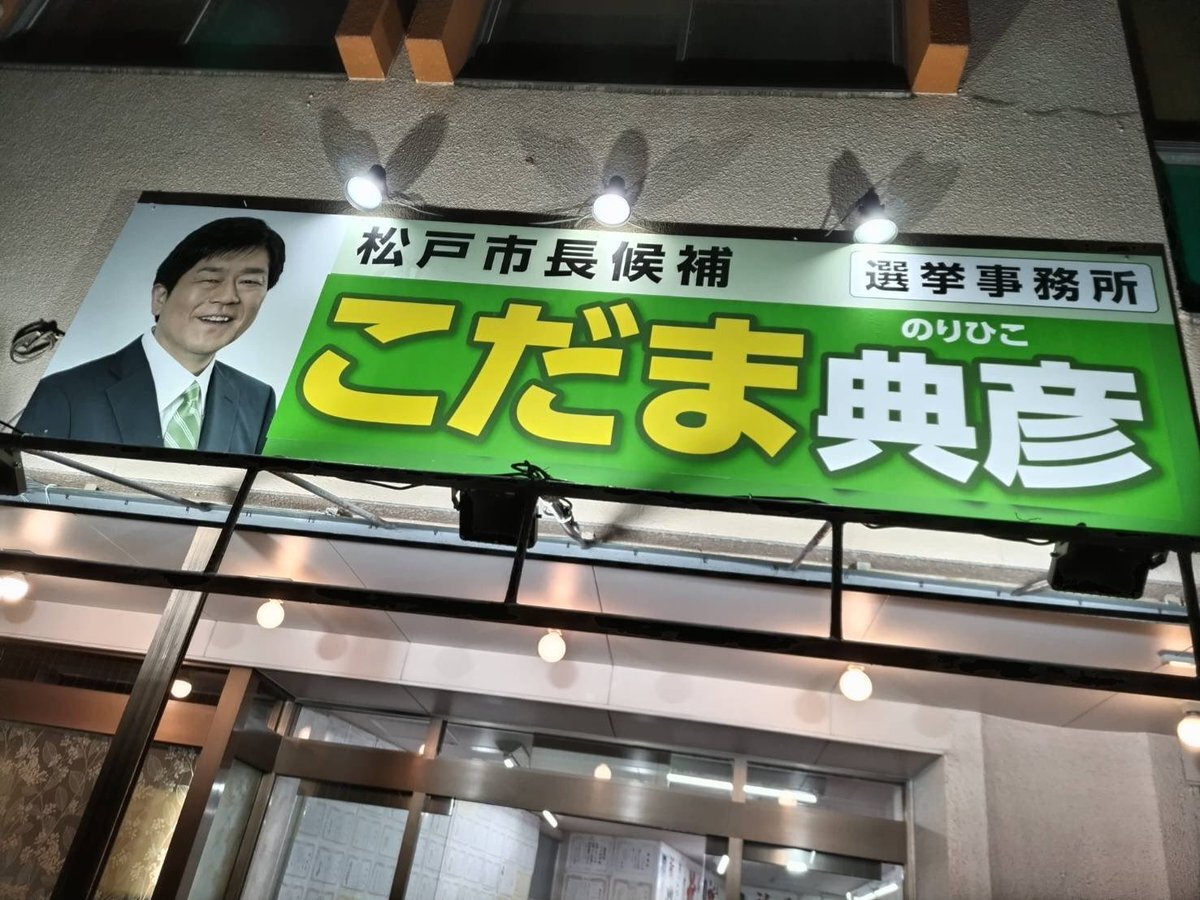 松戸市長候補
選挙事務所
のりひこ
こだま典彦